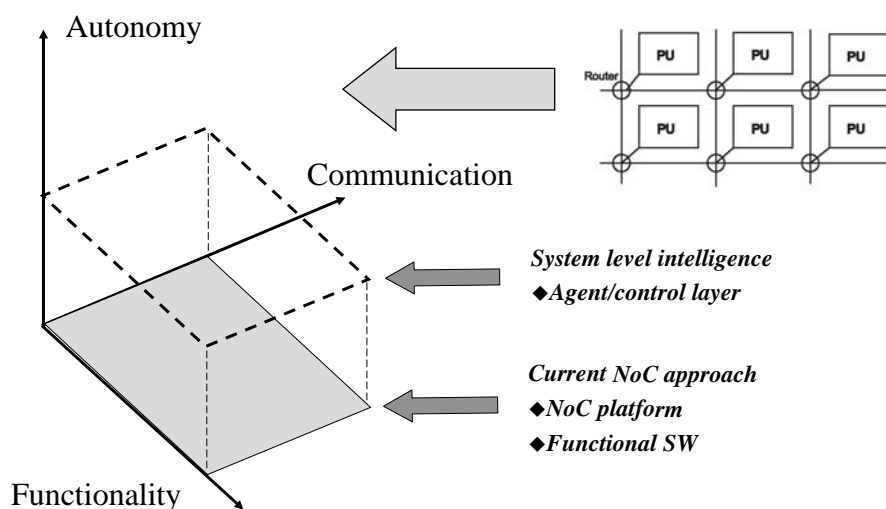 Autonomy
PU PU PU
Router
PU PU PU
Communication
System level intelligence
◆Agent/control layer
Current NoC approach
◆NoC platform
◆Functional SW
Functionality